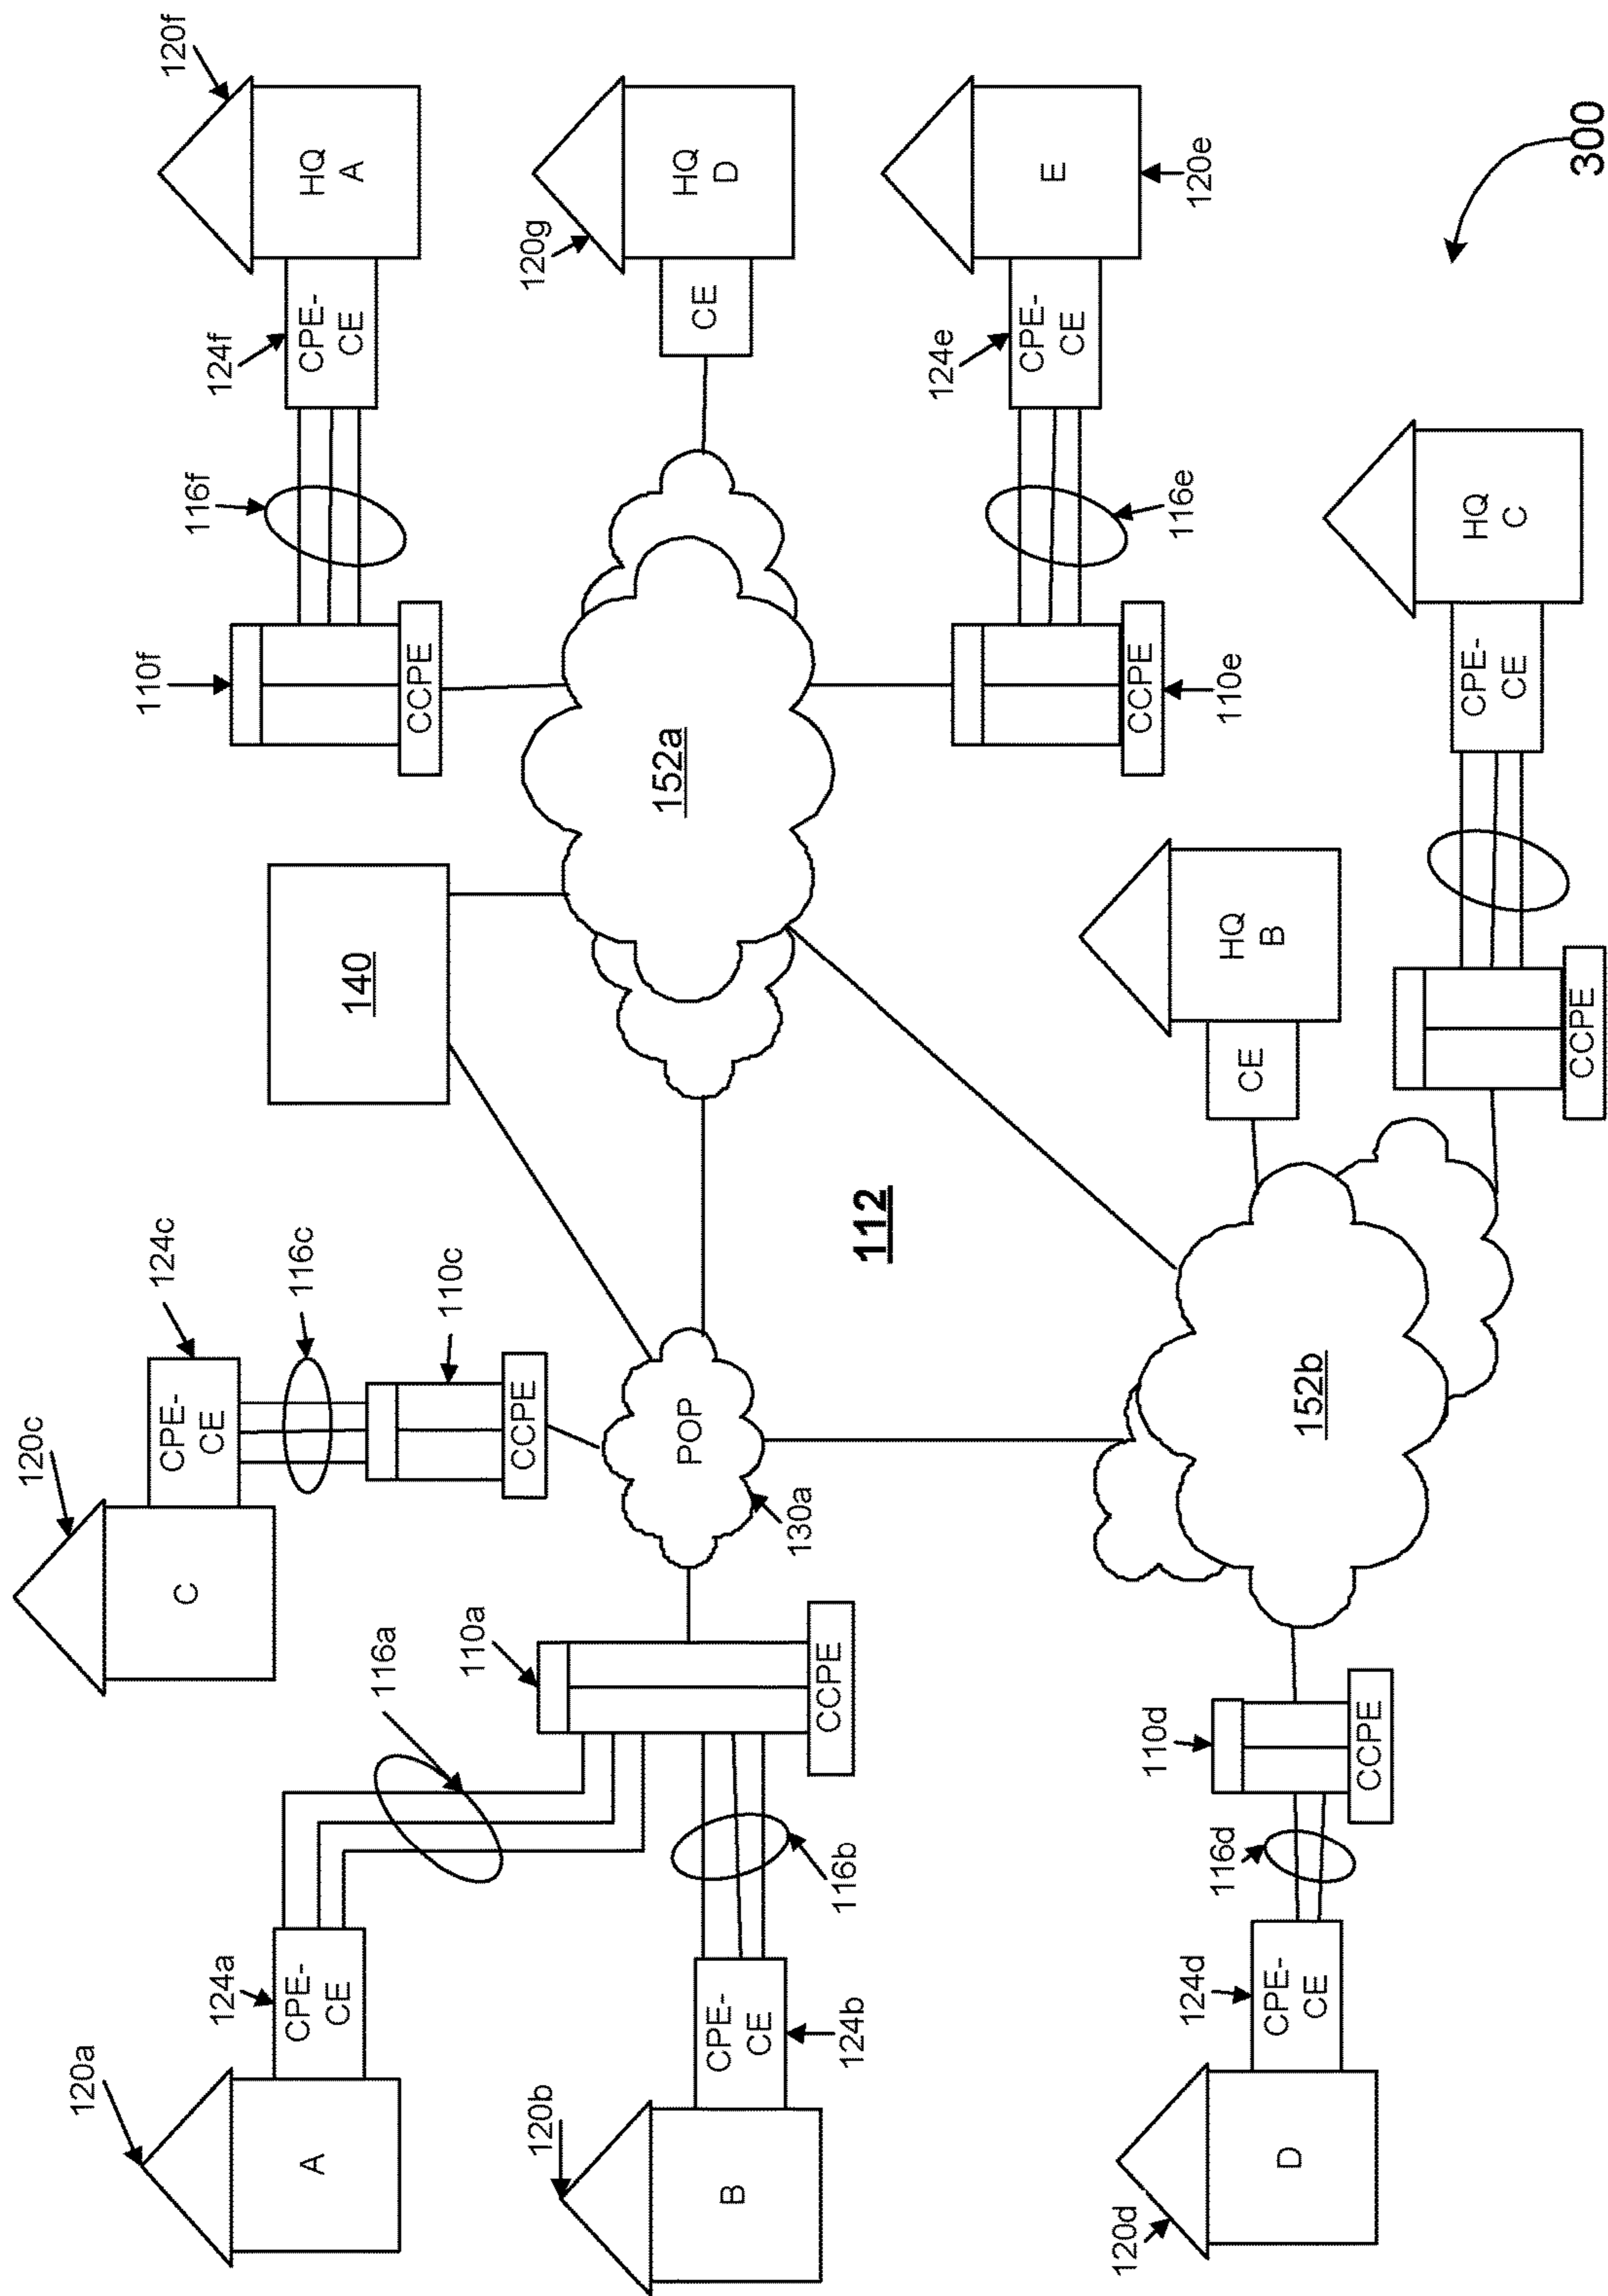 120a
A
124a
CPE-
CE
116a
120b
B
CPE-
CE
124b
116b
110a
CCPE
120c
C
CPE-
CE
124c
116c
110c
CCPE
POP
130a
140
112
152a
110f
CCPE
116f
124f
CPE-
CE
120f
HQ
A
CE
120g
HQ
D
CCPE
110e
116e
124e
CPE-
CE
E
120e
120d
D
124d
CPE-
CE
116d
110d
CCPE
152b
CE
HQ
B
CCPE
CPE-
CE
HQ
C
300